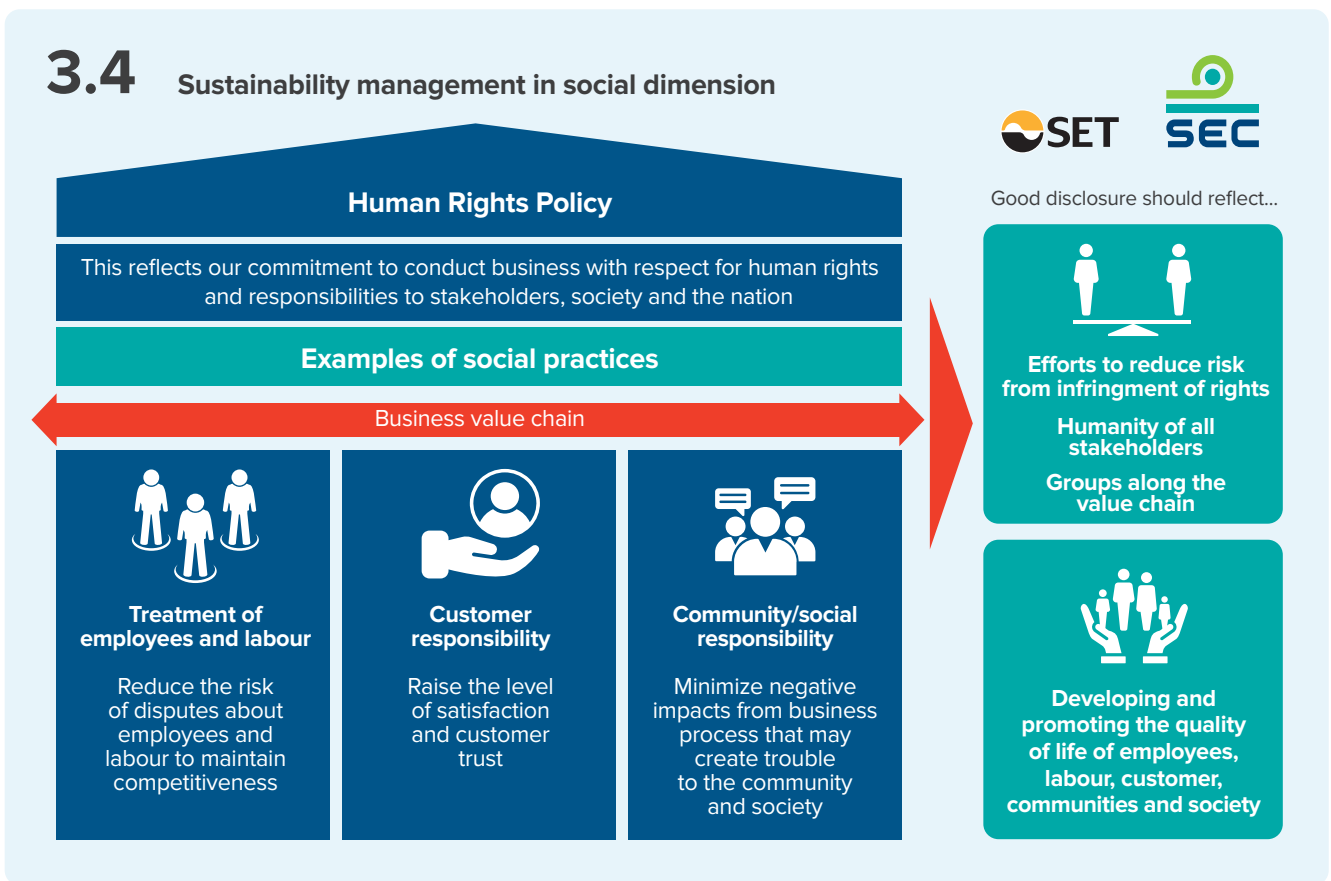 3.4 Sustainability management in social dimension
SET
SEC
Human Rights Policy
This reflects our commitment to conduct business with respect for human rights
and responsibilities to stakeholders, society and the nation
Examples of social practices
Business value chain
Treatment of
employees and labour
Reduce the risk
of disputes about
employees and
labour to maintain
competitiveness
Customer
responsibility
Raise the level
of satisfaction
and customer
trust
Community/social
responsibility
Minimize negative
impacts from business
process that may
create trouble
to the community
and society
Good disclosure should reflect...
Efforts to reduce risk
from infringment of rights
Humanity of all
stakeholders
Groups along the
value chain
Developing and
promoting the quality
of life of employees,
labour, customer,
communities and society